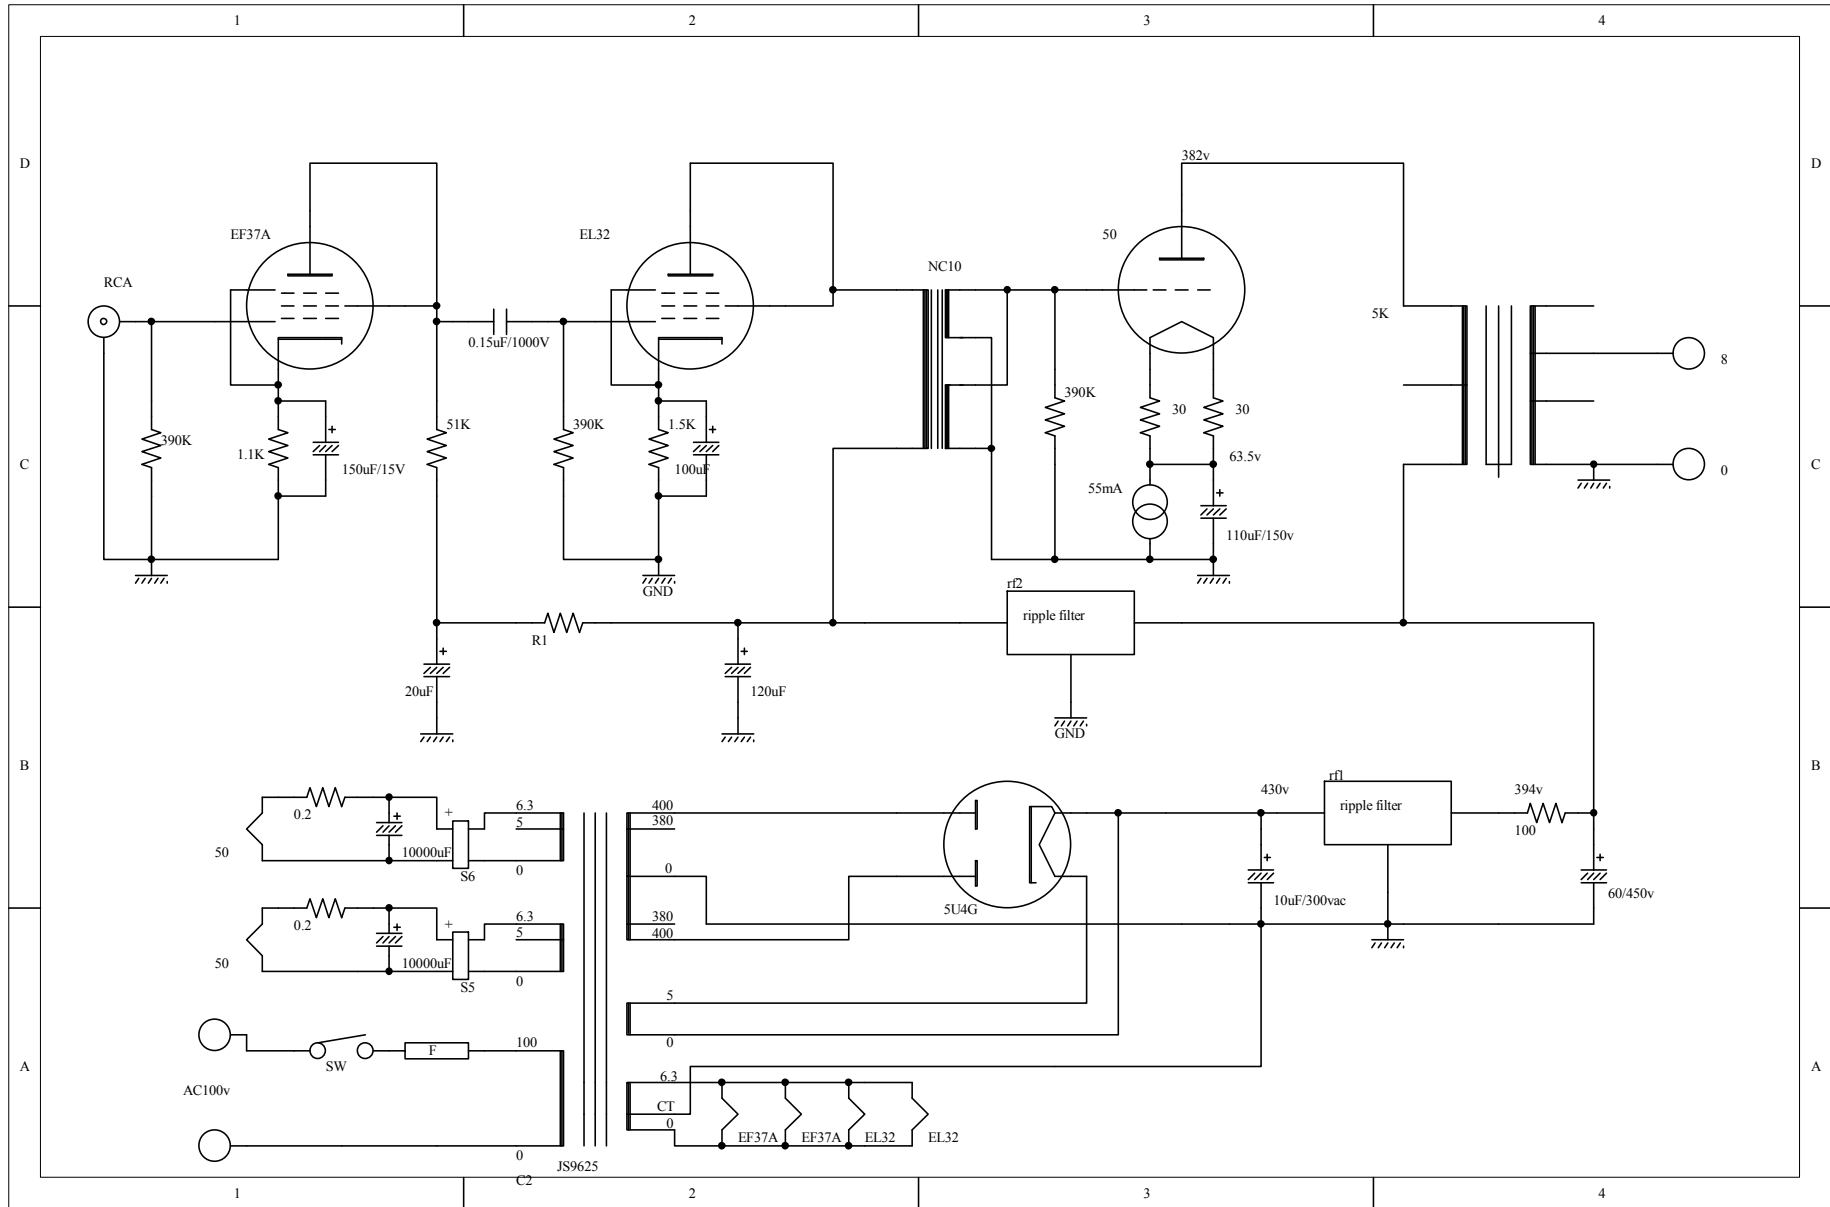 1 2 3 4
D D
382v
EF37A EL32 50
NC10
RCA
5K
0.15uF/1000V
8
390K
30 30
51K 390K 1.5K
390K
1.1K
63.5v
150uF/15V 100uF
0
55mA
110uF/150v
C C
GND
rf2
ripple filter
R1
20uF 120uF
GND
B B
rf1
430v 394v
ripple filter
6.3 400
0.2 5 380
100
+
50 10000uF
0 0
S6
60/450v
10uF/300vac
5U4G
6.3 380
0.2 + 5 400
50 10000uF
0
S5
5
100 0
F
SW
A A
6.3
AC100v
CT
0
EF37A EF37A EL32 EL32
0
JS9625
C2
1 2 3 4